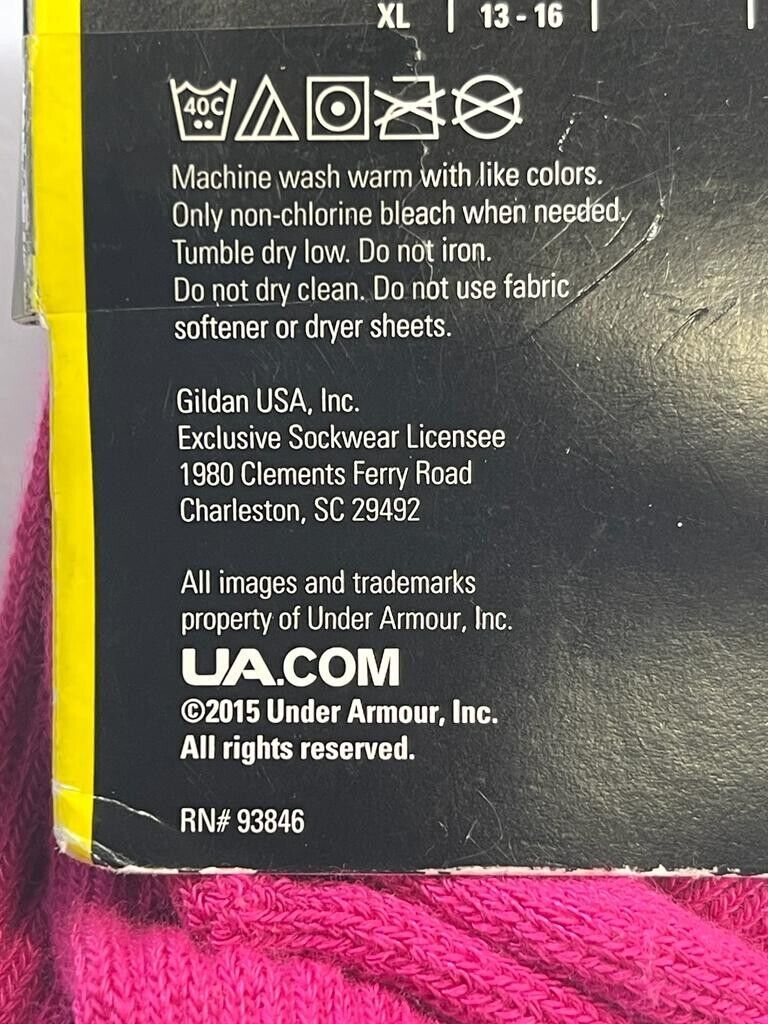 XL | 13 - 16 |
40C
Machine wash warm with like colors.
Only non-chlorine bleach when needed.
Tumble dry low. Do not iron.
Do not dry clean. Do not use fabric
softener or dryer sheets.
Gildan USA, Inc.
Exclusive Sockwear Licensee
1980 Clements Ferry Road
Charleston, SC 29492
All images and trademarks
property of Under Armour, Inc.
UA.COM
©2015 Under Armour, Inc.
All rights reserved.
RN# 93846